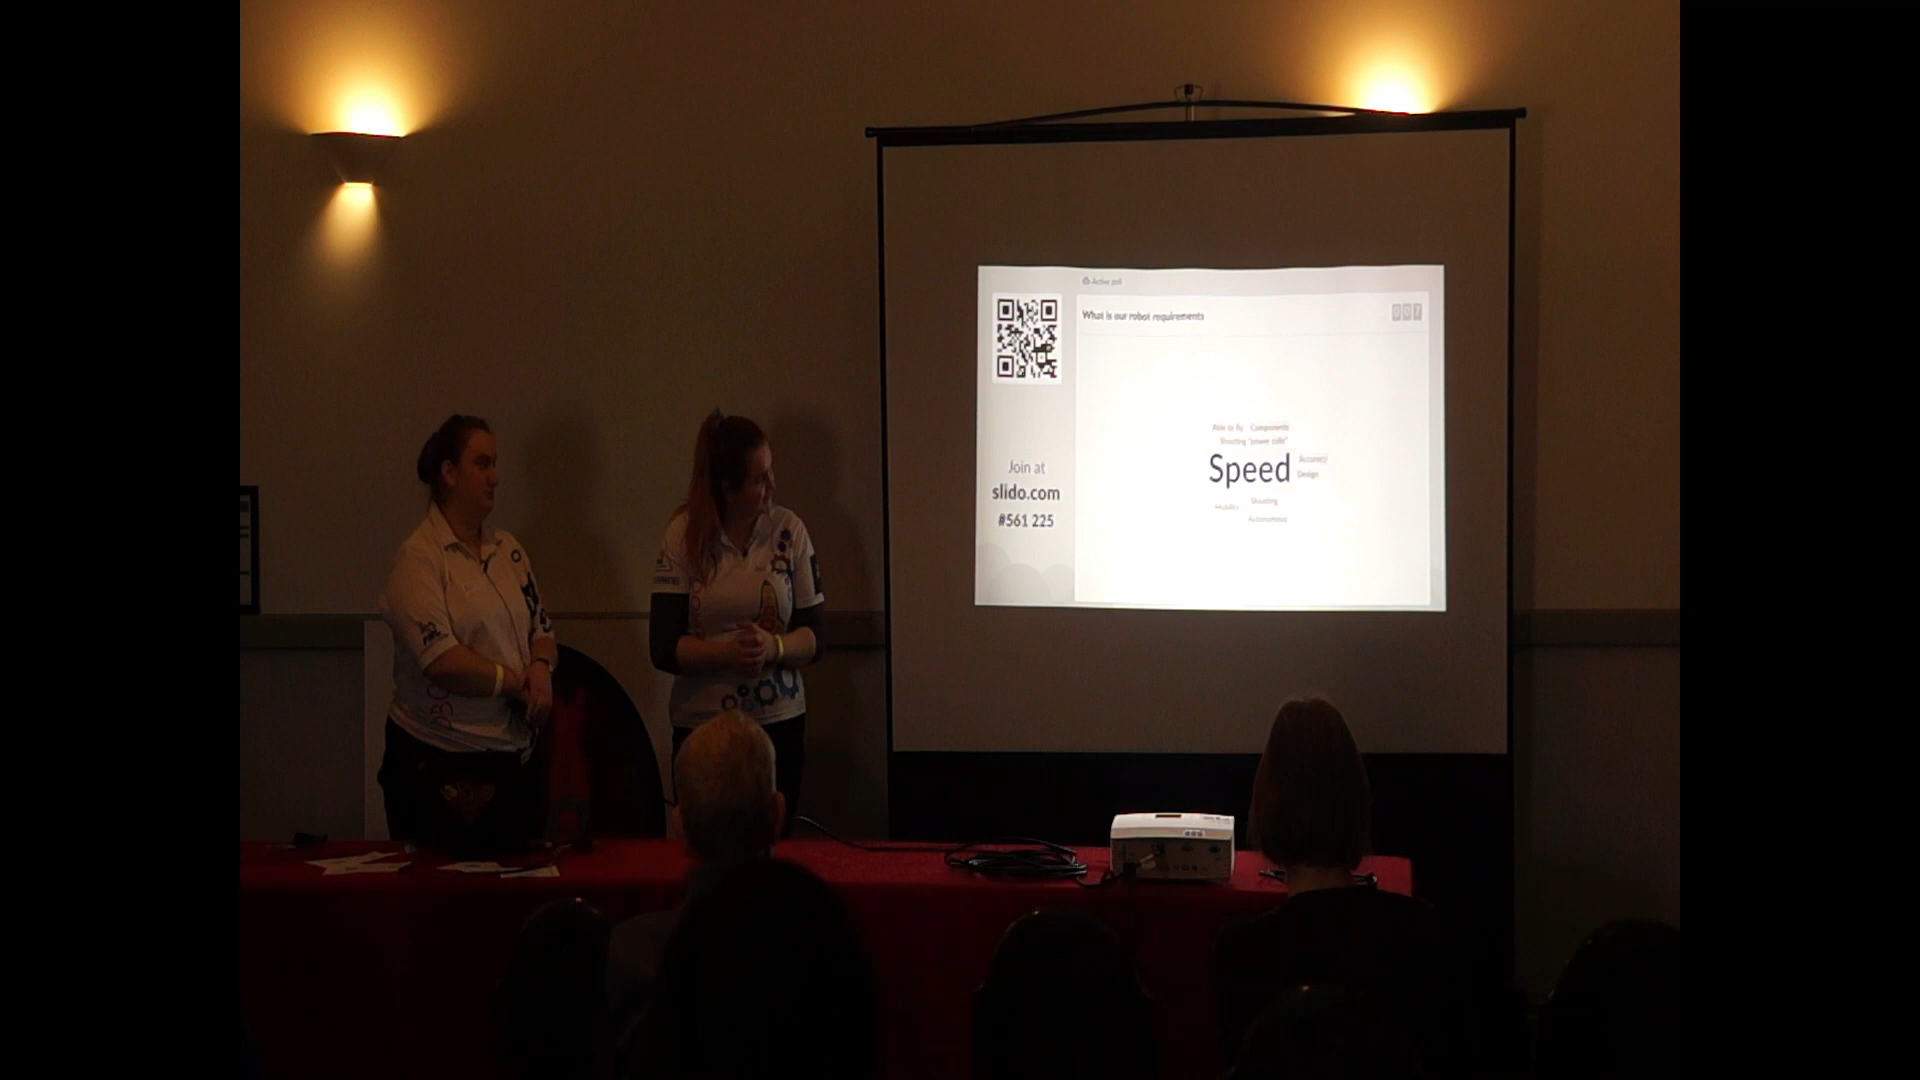 Active poll
What is our robot requirements
007
Able to fly Components
Shooting "power cells"
Speed
Accuracy
Design
Shooting
Mobility
Autonomous
Join at
slido.com
#561 225